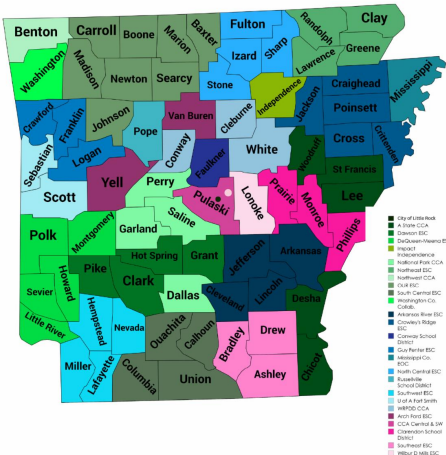 Benton
Carroll
Boone
Marion
Baxter
Fulton
Randolph
Clay
Washington
Madison
Newton
Searcy
Izard
Sharp
Lawrence
Greene
Stone
Independence
Mississippi
Crawford
Franklin
Johnson
Pope
Van Buren
Cleburne
Jackson
Craighead
Poinsett
Sebastian
Logan
Conway
Faulkner
White
Woodruff
Cross
Crittenden
St Francis
Scott
Yell
Perry
Pulaski
Lonoke
Prairie
Monroe
Lee
Phillips
Polk
Montgomery
Garland
Saline
Hot Spring
Grant
Jefferson
Arkansas
Sevier
Howard
Pike
Clark
Dallas
Cleveland
Lincoln
Desha
Little River
Hempstead
Nevada
Ouachita
Calhoun
Bradley
Drew
Miller
Lafayette
Columbia
Union
Ashley
Chicot
City of Little Rock
A State CCA
Dawson ESC
DeQueen-Meena E
Impact
Independence
National Park CCA
Northeast ESC
Northwest CCA
OUR ESC
South Central ESC
Washington Co.
Collab.
Arkansas River ESC
Crowley's Ridge
ESC
Conway School
District
Guy Fenter ESC
Mississippi Co.
EOC
North Central ESC
Russellville
School District
Southwest ESC
U of A Fort Smith
WRPDD CCA
Arch Ford ESC
CCA Central & SW
Clarendon School
District
Southeast ESC
Wilbur D Mills ESC